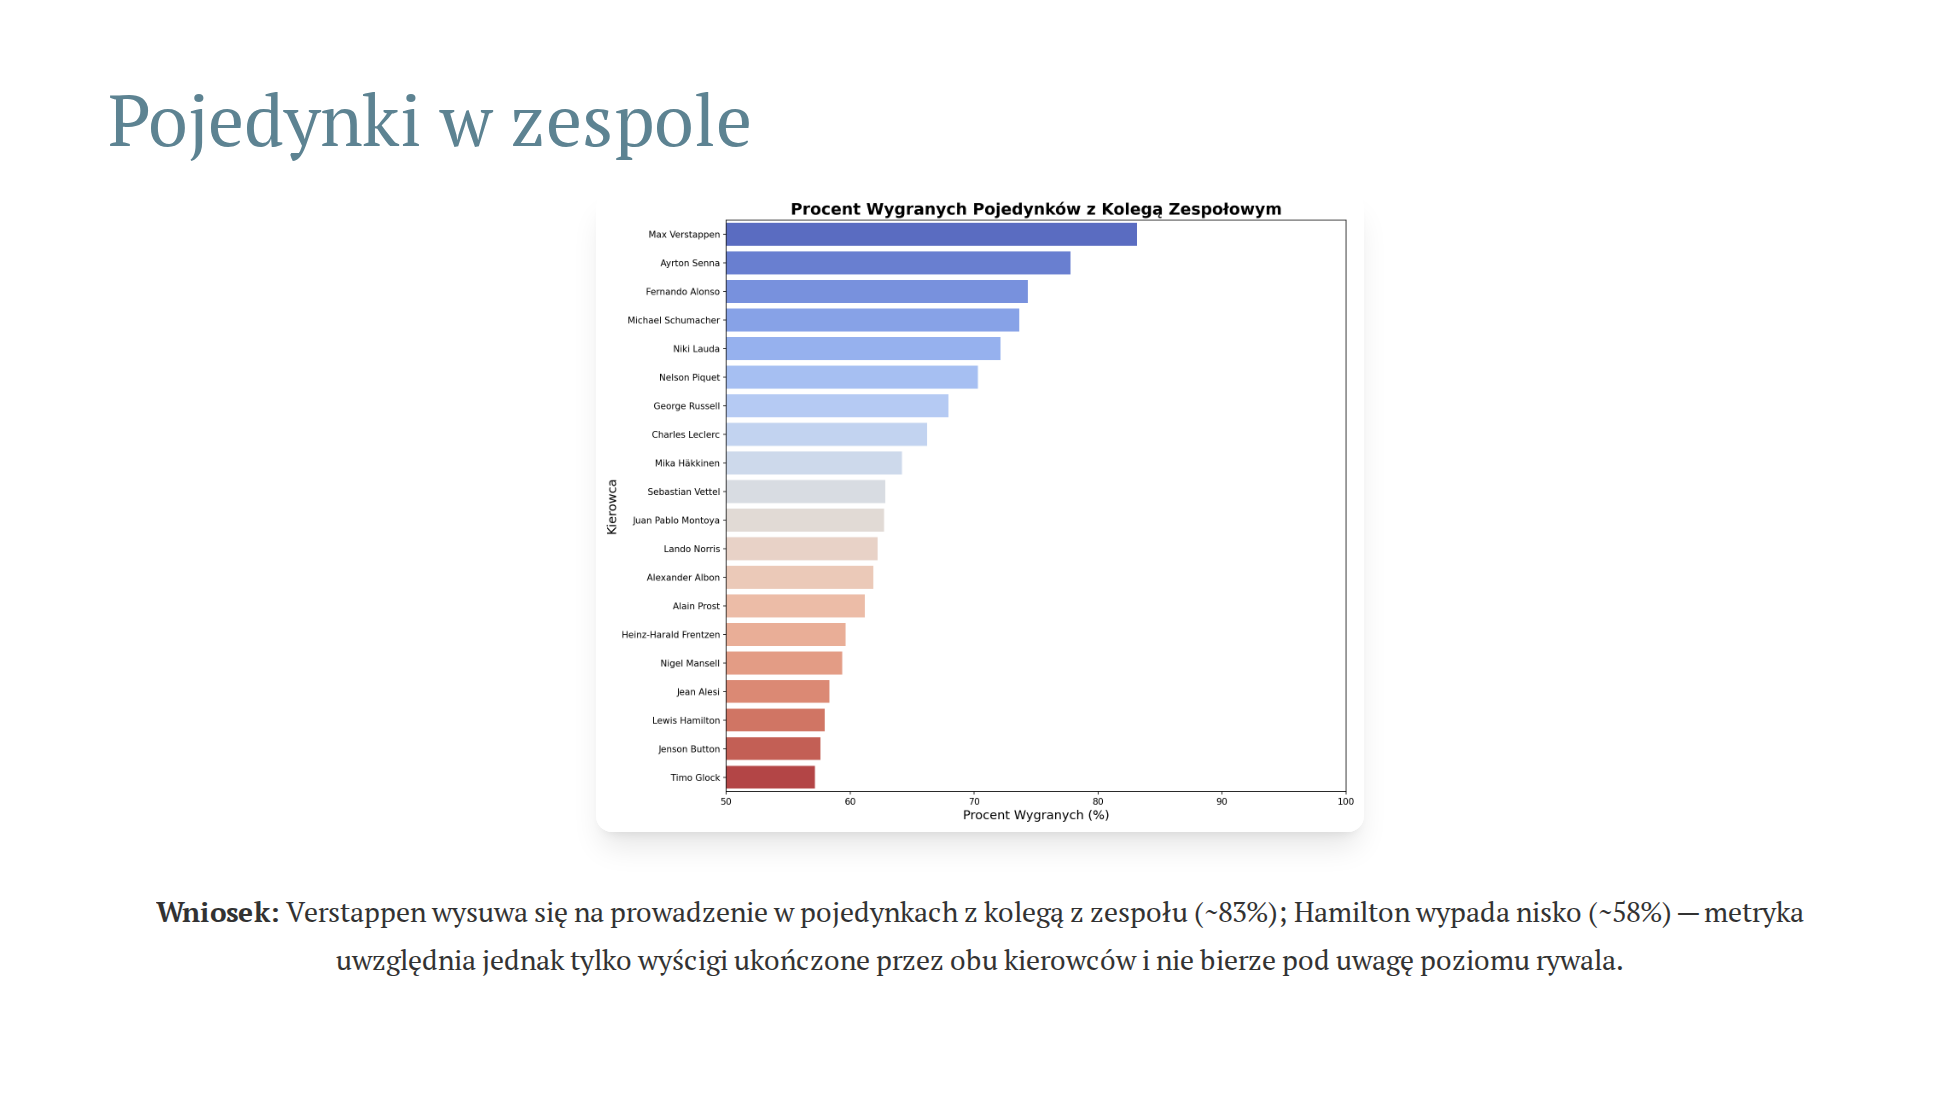 Pojedynki w zespole
Procent Wygranych Pojedynków z Kolegą Zespołowym
Kierowca
Max Verstappen
Ayrton Senna
Fernando Alonso
Michael Schumacher
Niki Lauda
Nelson Piquet
George Russell
Charles Leclerc
Mika Häkkinen
Sebastian Vettel
Juan Pablo Montoya
Lando Norris
Alexander Albon
Alain Prost
Heinz-Harald Frentzen
Nigel Mansell
Jean Alesi
Lewis Hamilton
Jenson Button
Timo Glock
50 60 70 80 90 100
Procent Wygranych (%)
Wniosek: Verstappen wysuwa się na prowadzenie w pojedynkach z kolegą z zespołu (~83%); Hamilton wypada nisko (~58%) — metryka
uwzględnia jednak tylko wyścigi ukończone przez obu kierowców i nie bierze pod uwagę poziomu rywala.